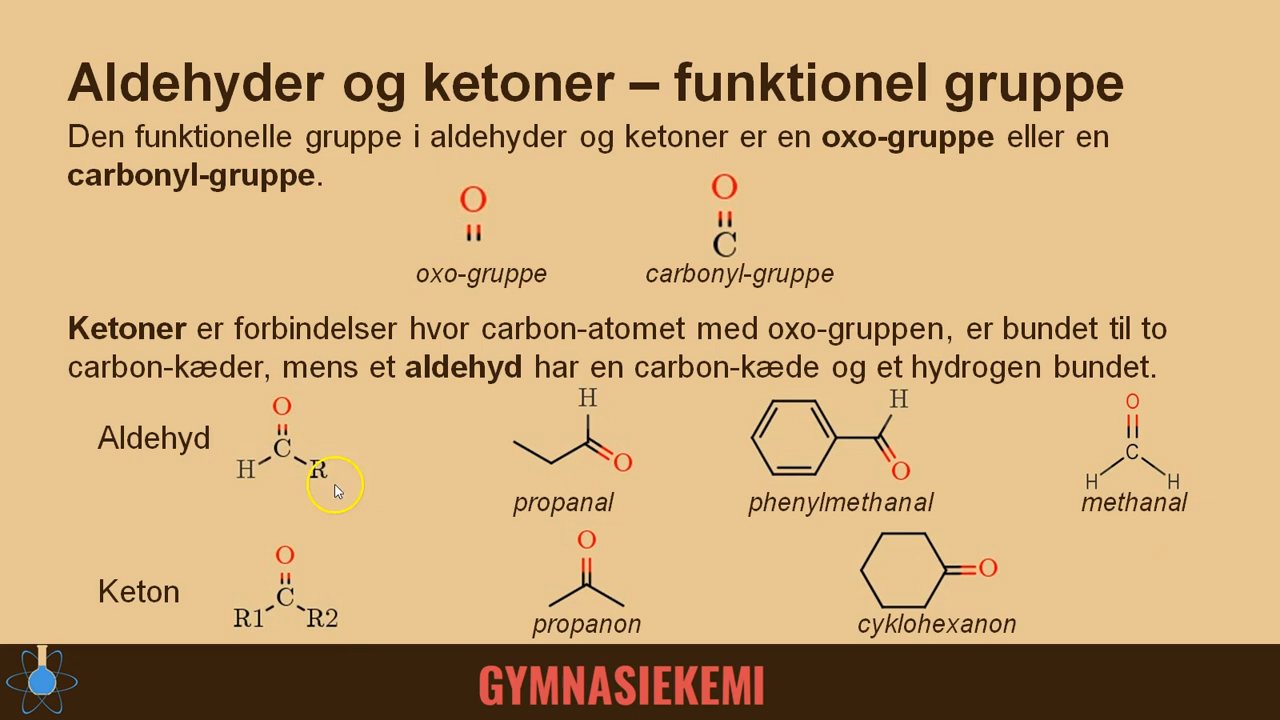 Aldehyder og ketoner – funktionel gruppe
Den funktionelle gruppe i aldehyder og ketoner er en oxo-gruppe eller en
carbonyl-gruppe.
O
O
C
oxo-gruppe
carbonyl-gruppe
Ketoner er forbindelser hvor carbon-atomet med oxo-gruppen, er bundet til to
carbon-kæder, mens et aldehyd har en carbon-kæde og et hydrogen bundet.
Aldehyd
O
C
H
R
H
O
propanal
H
O
phenylmethanal
O
C
H H
methanal
Keton
O
C
R1 R2
O
propanon
O
cyklohexanon
GYMNASIEKEMI